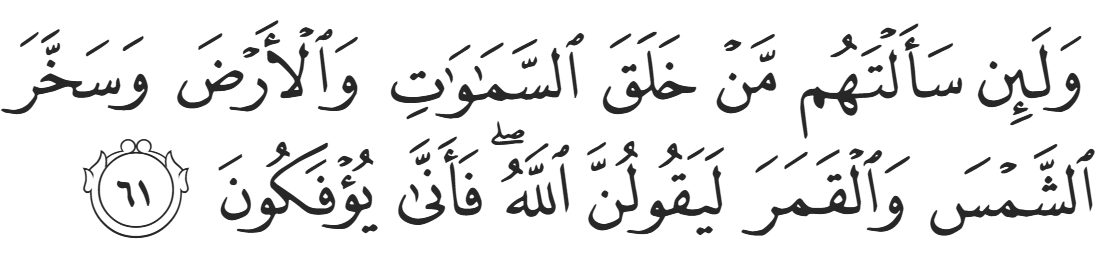 وَلَئِن سَأَلْتَهُم مَّنْ خَلَقَ ٱلسَّمَـٰوَٰتِ وَٱلْأَرْضَ وَسَخَّرَ
ٱلشَّمْسَ وَٱلْقَمَرَ لَيَقُولُنَّ ٱللَّهُ ۖ فَأَنَّىٰ يُؤْفَكُونَ ٦١